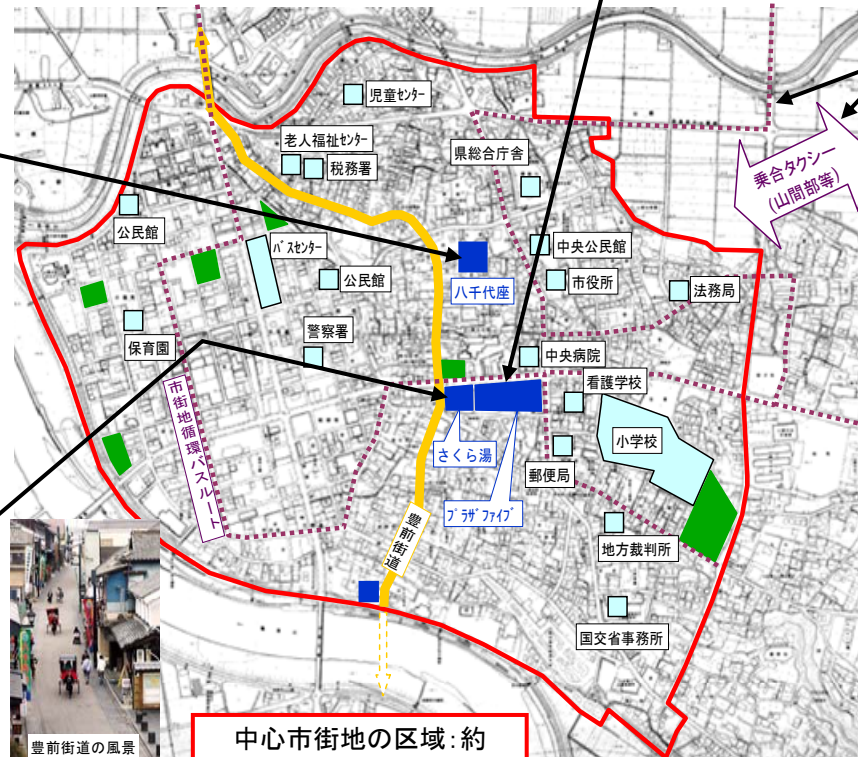 児童センター
老人福祉センター
税務署
県総合庁舎
乗合タクシー
(山間部等)
公民館
バスセンター
公民館
中央公民館
八千代座
市役所
法務局
保育園
警察署
中央病院
看護学校
市街地循環バスルート
さくら湯
小学校
郵便局
プラザファイブ
豊前街道
地方裁判所
国交省事務所
豊前街道の風景
中心市街地の区域:約